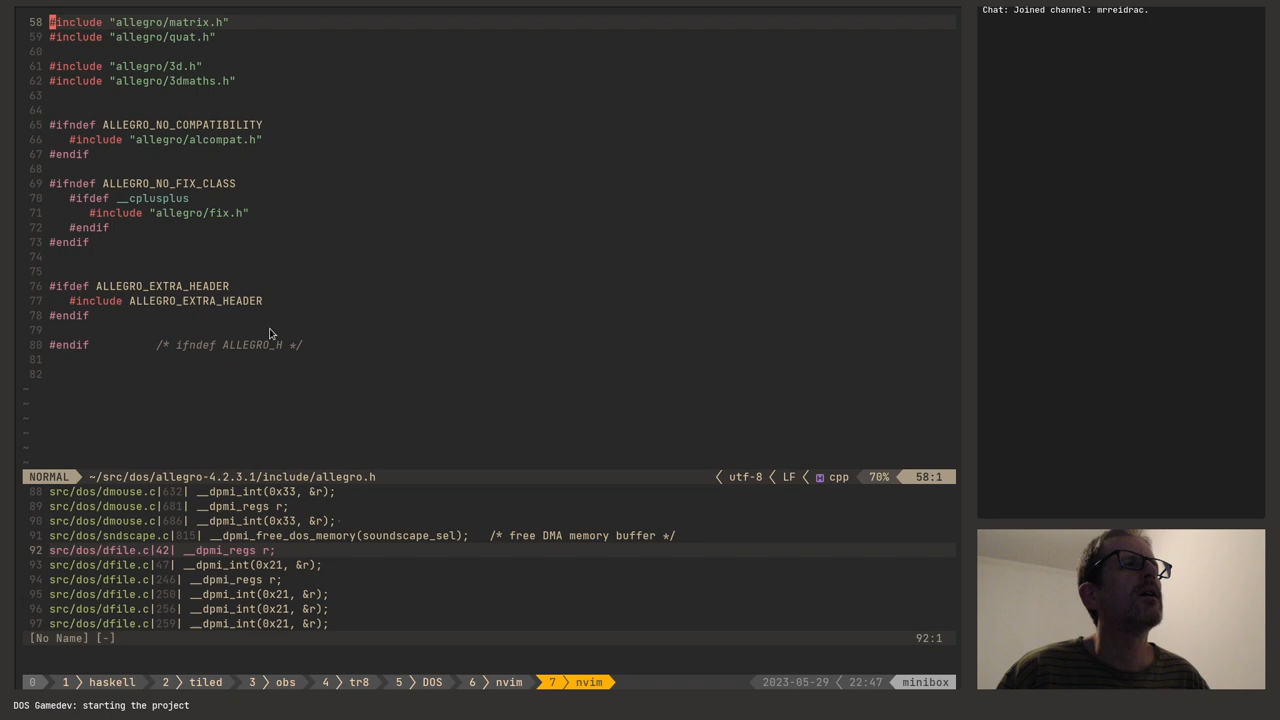 58 #include "allegro/matrix.h"
59 #include "allegro/quat.h"
60
61 #include "allegro/3d.h"
62 #include "allegro/3dmaths.h"
63
64
65 #ifndef ALLEGRO_NO_COMPATIBILITY
66    #include "allegro/alcompat.h"
67 #endif
68
69 #ifndef ALLEGRO_NO_FIX_CLASS
70    #ifdef __cplusplus
71       #include "allegro/fix.h"
72    #endif
73 #endif
74
75
76 #ifdef ALLEGRO_EXTRA_HEADER
77    #include ALLEGRO_EXTRA_HEADER
78 #endif
79
80 #endif          /* ifndef ALLEGRO_H */
81
82
~
~
~
~
~
~
NORMAL ~/src/dos/allegro-4.2.3.1/include/allegro.h utf-8 LF cpp 70% 58:1
88 src/dos/dmouse.c|632| __dpmi_int(0x33, &r);
89 src/dos/dmouse.c|681| __dpmi_regs r;
90 src/dos/dmouse.c|686| __dpmi_int(0x33, &r);·
91 src/dos/sndscape.c|815| __dpmi_free_dos_memory(soundscape_sel);   /* free DMA memory buffer */
92 src/dos/dfile.c|42| __dpmi_regs r;
93 src/dos/dfile.c|47| __dpmi_int(0x21, &r);
94 src/dos/dfile.c|246| __dpmi_regs r;
95 src/dos/dfile.c|250| __dpmi_int(0x21, &r);
96 src/dos/dfile.c|256| __dpmi_int(0x21, &r);
97 src/dos/dfile.c|259| __dpmi_int(0x21, &r);
[No Name] [-] 92:1
0 1 haskell 2 tiled 3 obs 4 tr8 5 DOS 6 nvim 7 nvim 2023-05-29 22:47 minibox
DOS Gamedev: starting the project
Chat: Joined channel: mrreidrac.